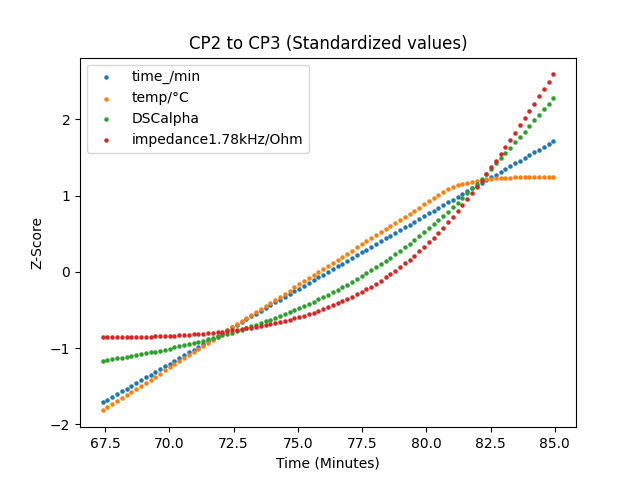 CP2 to CP3 (Standardized values)
time_/min
temp/°C
DSCalpha
impedance1.78kHz/Ohm
Z-Score
2
1
0
−1
−2
67.5 70.0 72.5 75.0 77.5 80.0 82.5 85.0
Time (Minutes)